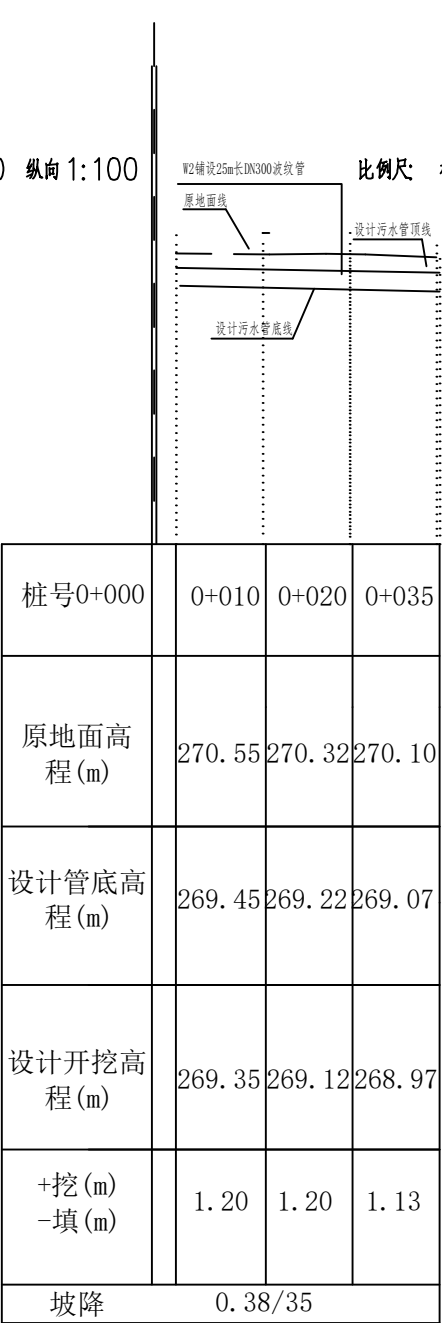 ) 纵向1:100
W2铺设25m长DN300波纹管
比例尺:
原地面线
设计污水管顶线
设计污水管底线
桩号0+000 0+010 0+020 0+035
原地面高
程(m)
270.55 270.32 270.10
设计管底高
程(m)
269.45 269.22 269.07
设计开挖高
程(m)
269.35 269.12 268.97
+挖(m)
-填(m)
1.20 1.20 1.13
坡降 0.38/35